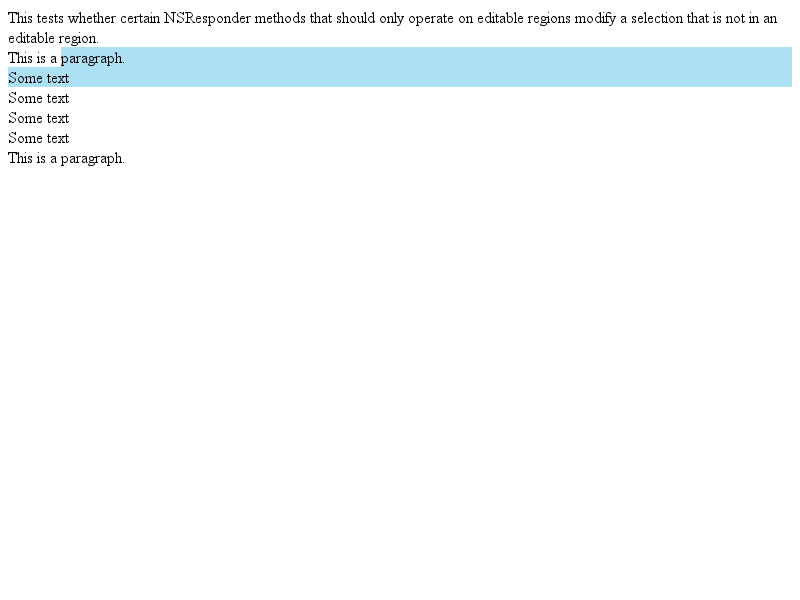 This tests whether certain NSResponder methods that should only operate on editable regions modify a selection that is not in an
editable region.
This is a paragraph.
Some text
Some text
Some text
Some text
This is a paragraph.